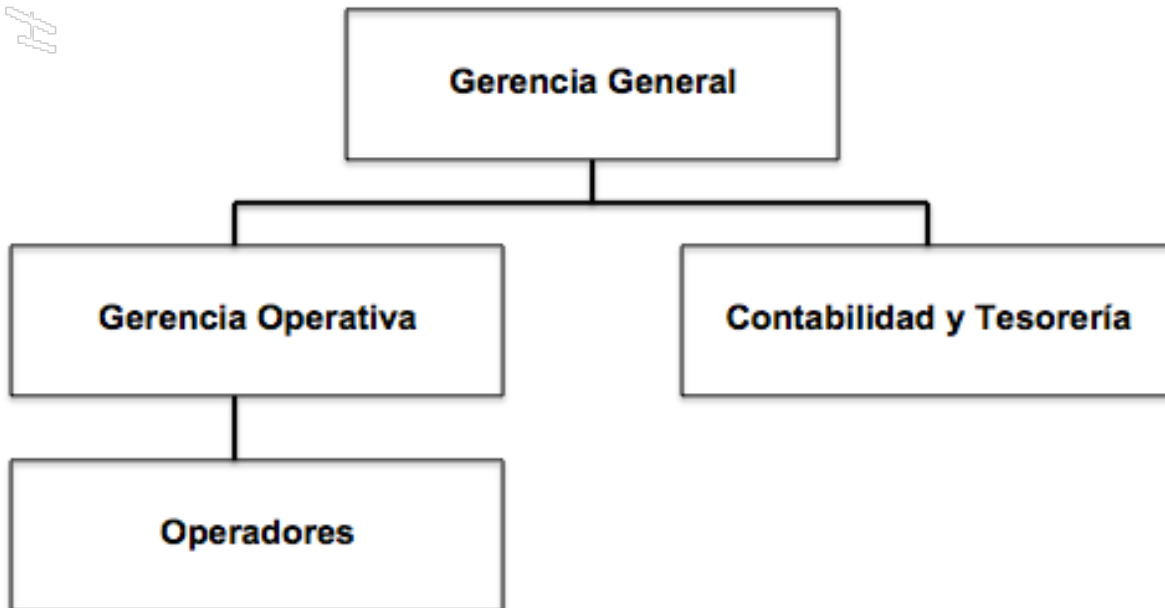 Gerencia General
Gerencia Operativa
Contabilidad y Tesorería
Operadores